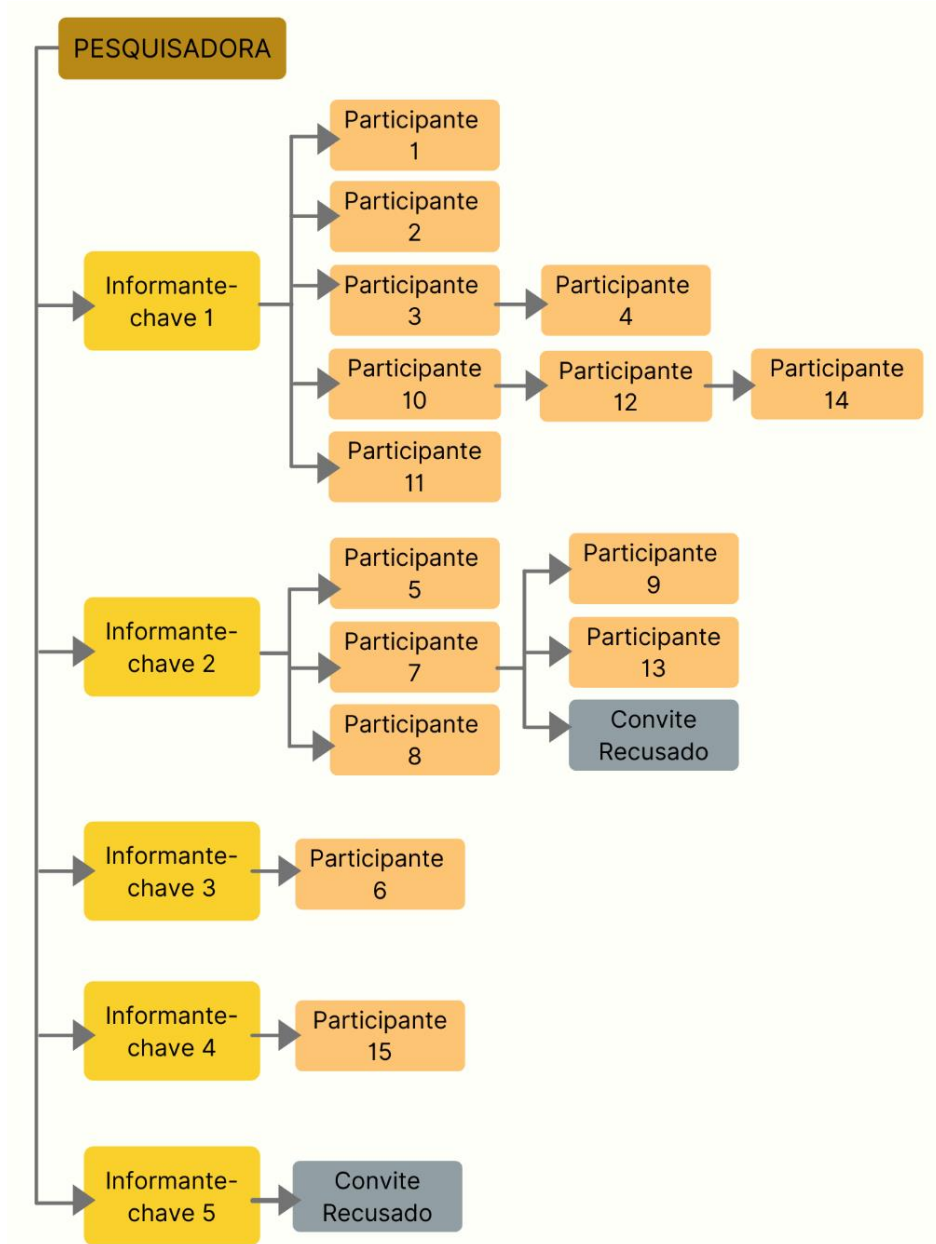 PESQUISADORA
Participante
1
Participante
2
Informante-
chave 1
Participante
3
Participante
4
Participante
10
Participante
12
Participante
14
Participante
11
Informante-
chave 2
Participante
5
Participante
7
Participante
8
Participante
9
Participante
13
Convite
Recusado
Informante-
chave 3
Participante
6
Informante-
chave 4
Participante
15
Informante-
chave 5
Convite
Recusado